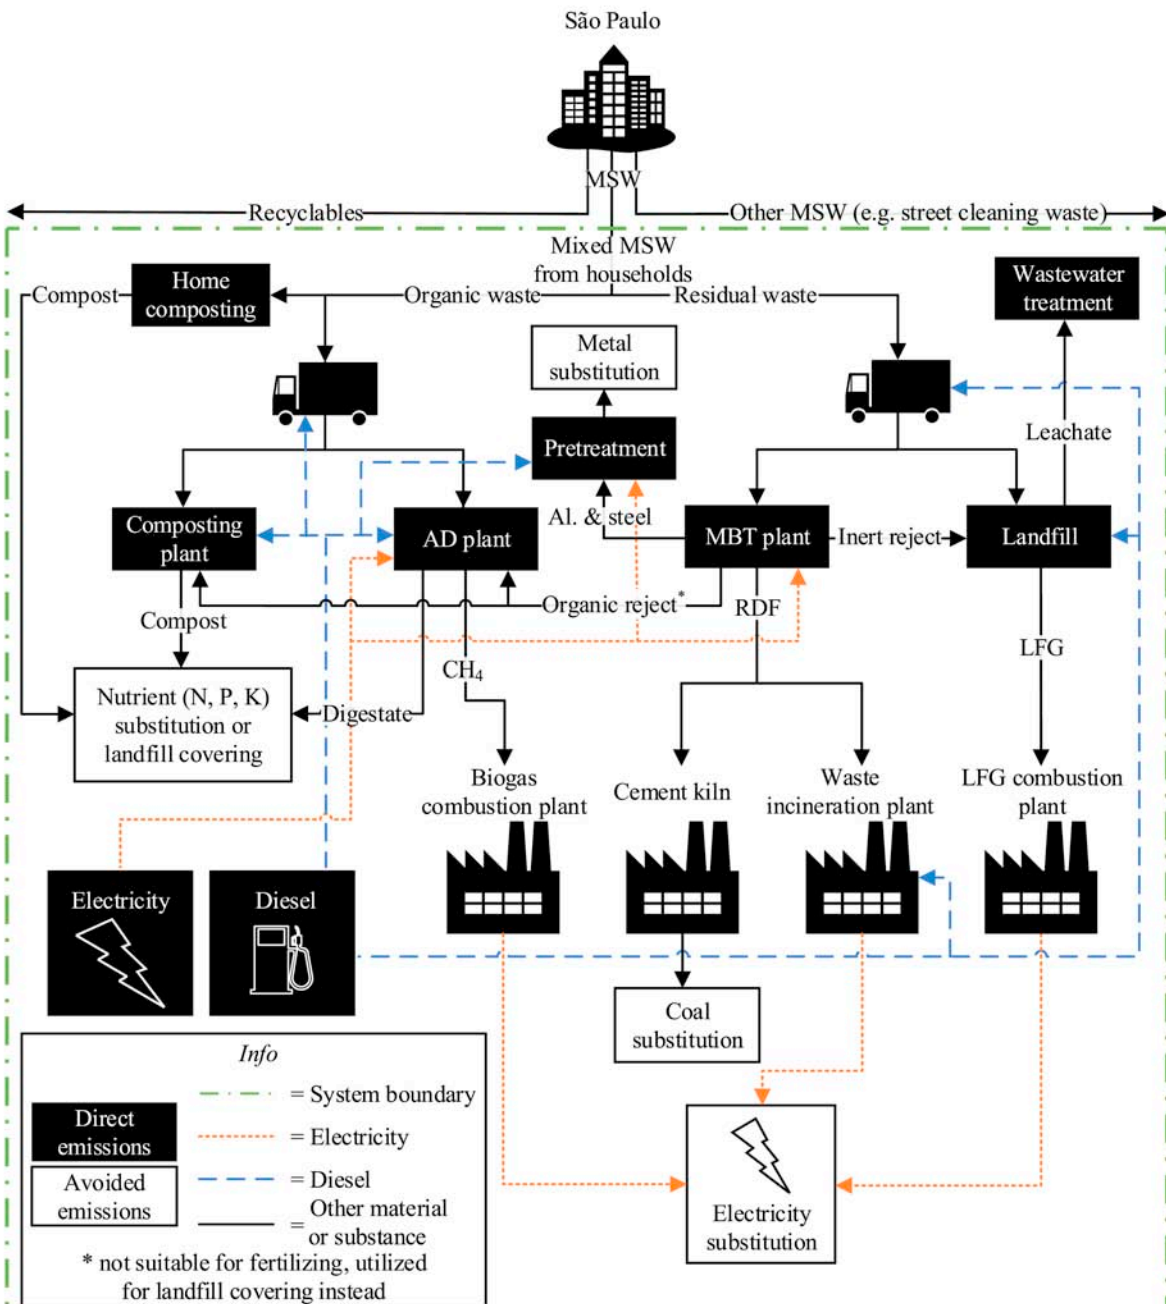 São Paulo
MSW
Recyclables
Other MSW (e.g. street cleaning waste)
Mixed MSW
from households
Compost
Home
composting
Organic waste
Residual waste
Wastewater
treatment
Metal
substitution
Pretreatment
Leachate
Al. & steel
Composting
plant
AD plant
MBT plant
Inert reject
Landfill
Organic reject*
RDF
Compost
CH₄
LFG
Nutrient (N, P, K)
substitution or
landfill covering
Digestate
Biogas
combustion plant
Cement kiln
Waste
incineration plant
LFG combustion
plant
Electricity
Diesel
Coal
substitution
Electricity
substitution
Info
Direct
emissions
Avoided
emissions
= System boundary
= Electricity
= Diesel
= Other material
or substance
* not suitable for fertilizing, utilized
for landfill covering instead